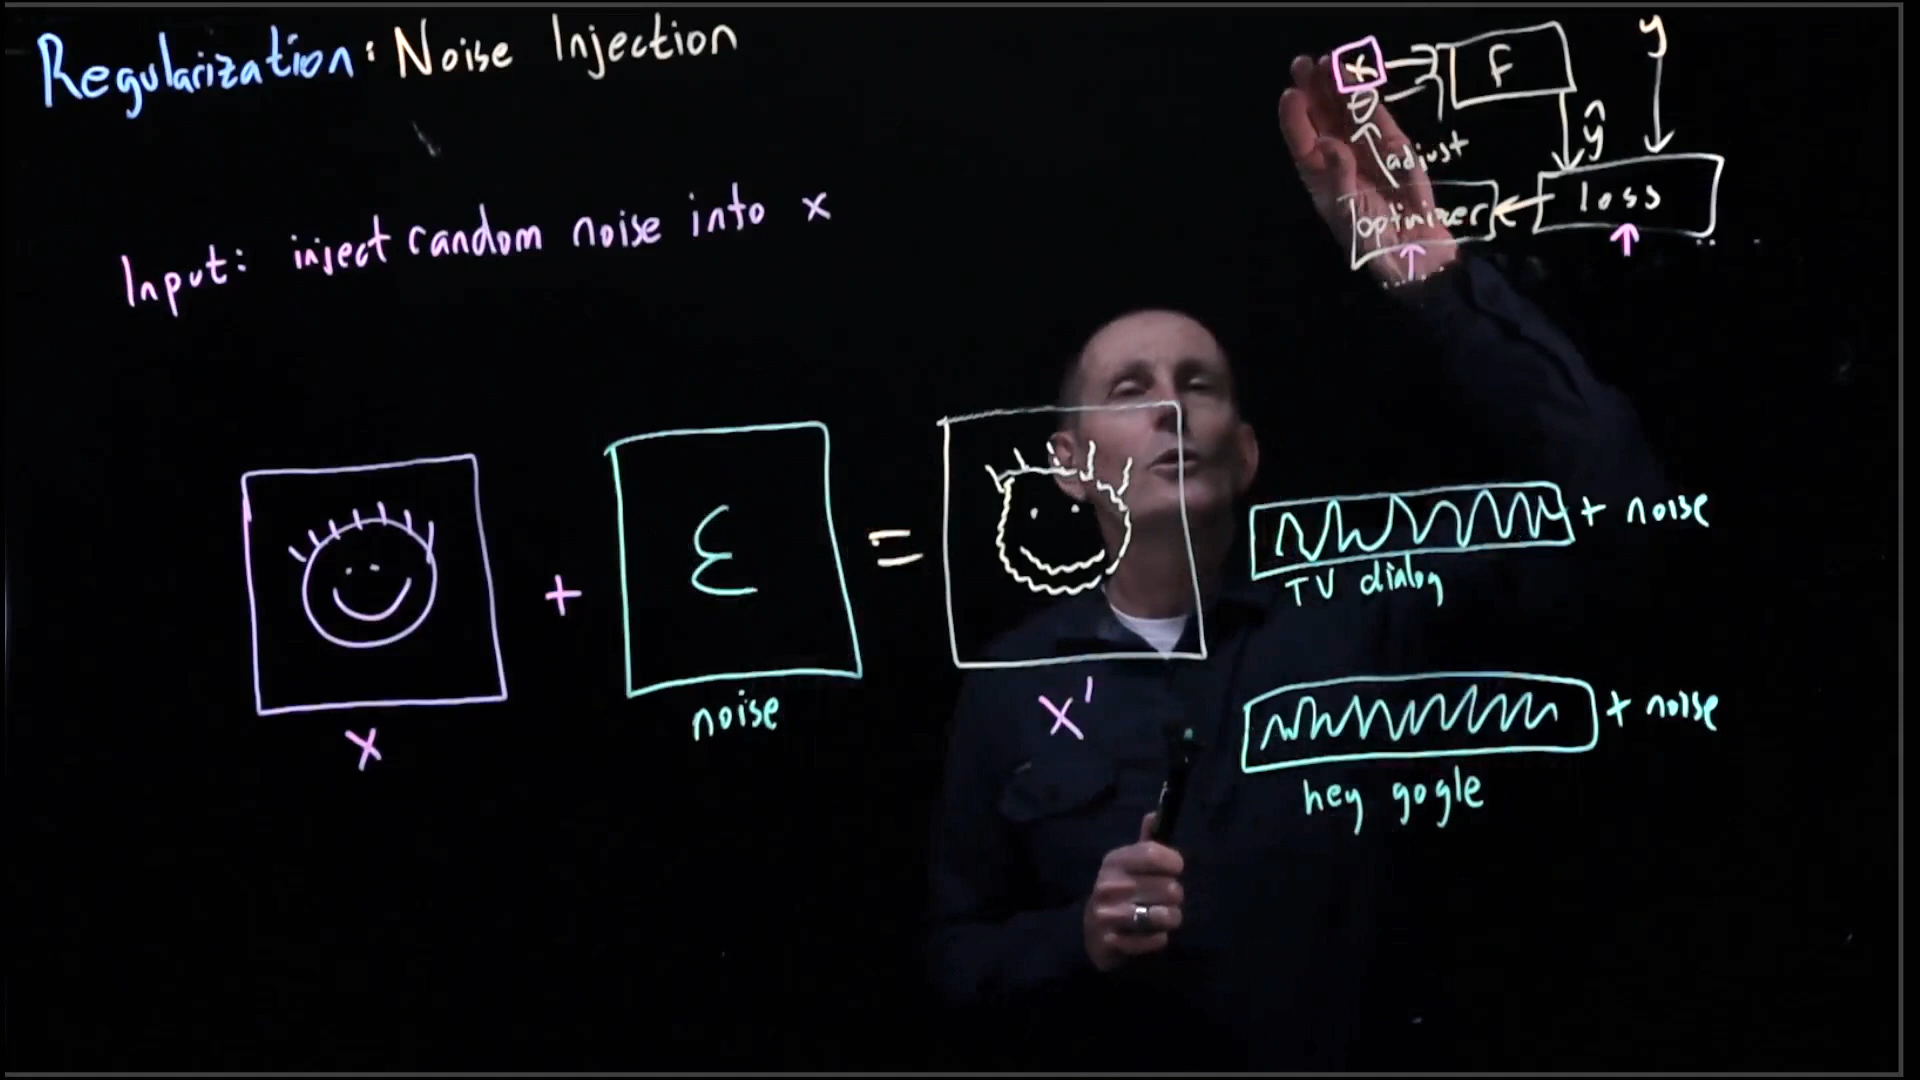 Regularization: Noise Injection
x
F
y
θ
ŷ
adjust
optimizer
loss
Input: inject random noise into x
ε
+
=
+ noise
TV dialog
x
noise
x'
+ noise
hey gogle